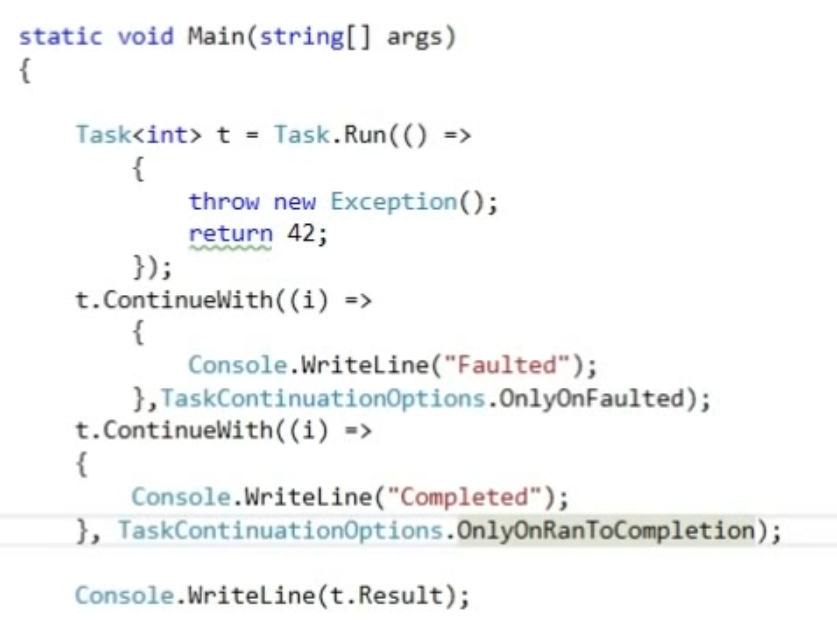 static void Main(string[] args)
{
Task<int> t = Task.Run(() =>
{
throw new Exception();
return 42;
});
t.ContinueWith((i) =>
{
Console.WriteLine("Faulted");
},TaskContinuationOptions.OnlyOnFaulted);
t.ContinueWith((i) =>
{
Console.WriteLine("Completed");
}, TaskContinuationOptions.OnlyOnRanToCompletion);
Console.WriteLine(t.Result);